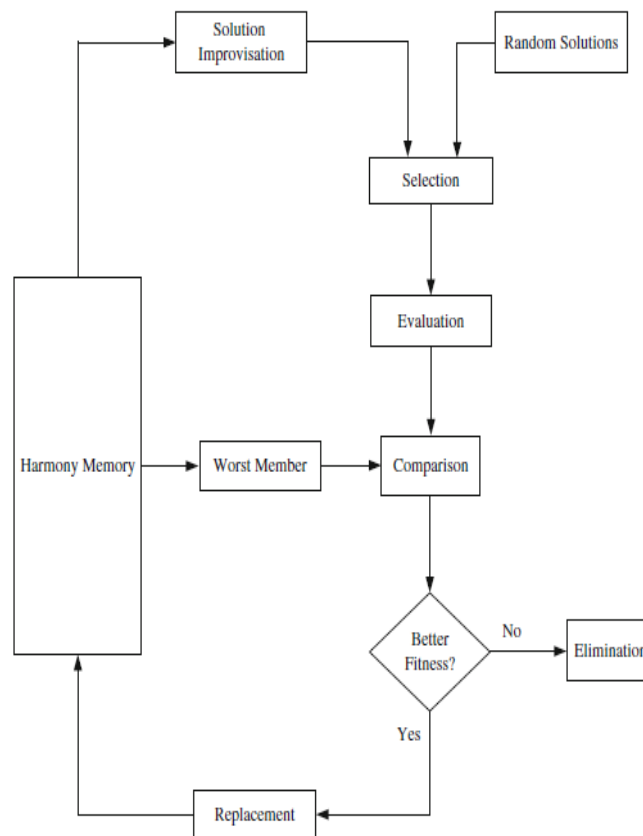 Solution
Improvisation
Random Solutions
Selection
Evaluation
Harmony Memory
Worst Member
Comparison
Better
Fitness?
No
Elimination
Yes
Replacement